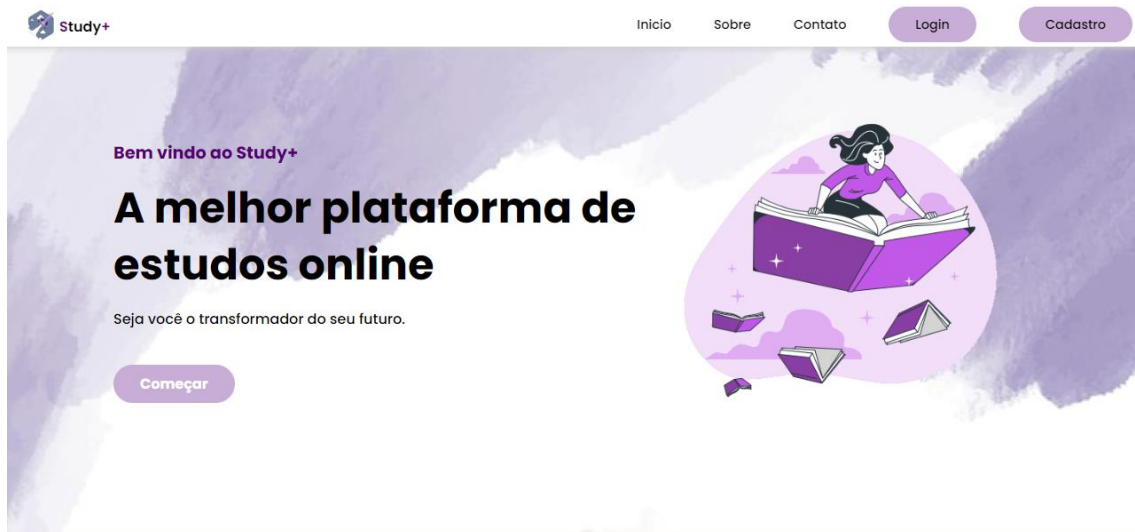 Study+
Inicio
Sobre
Contato
Login
Cadastro
Bem vindo ao Study+
A melhor plataforma de
estudos online
Seja você o transformador do seu futuro.
Começar